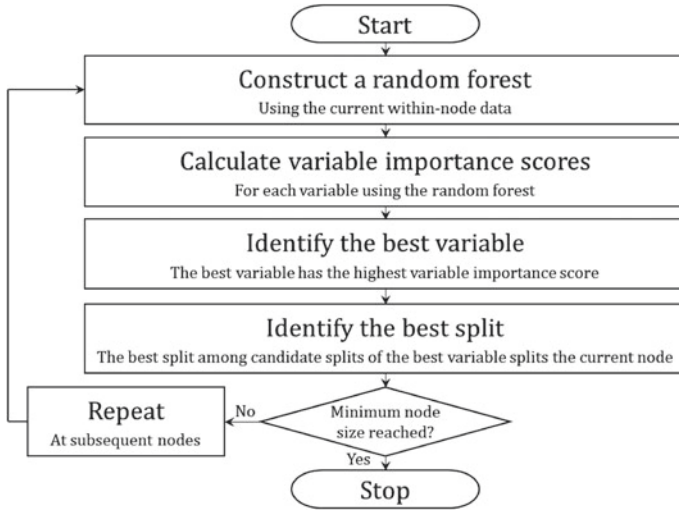 Start
Construct a random forest
Using the current within-node data
Calculate variable importance scores
For each variable using the random forest
Identify the best variable
The best variable has the highest variable importance score
Identify the best split
The best split among candidate splits of the best variable splits the current node
Repeat
At subsequent nodes
No
Minimum node
size reached?
Yes
Stop